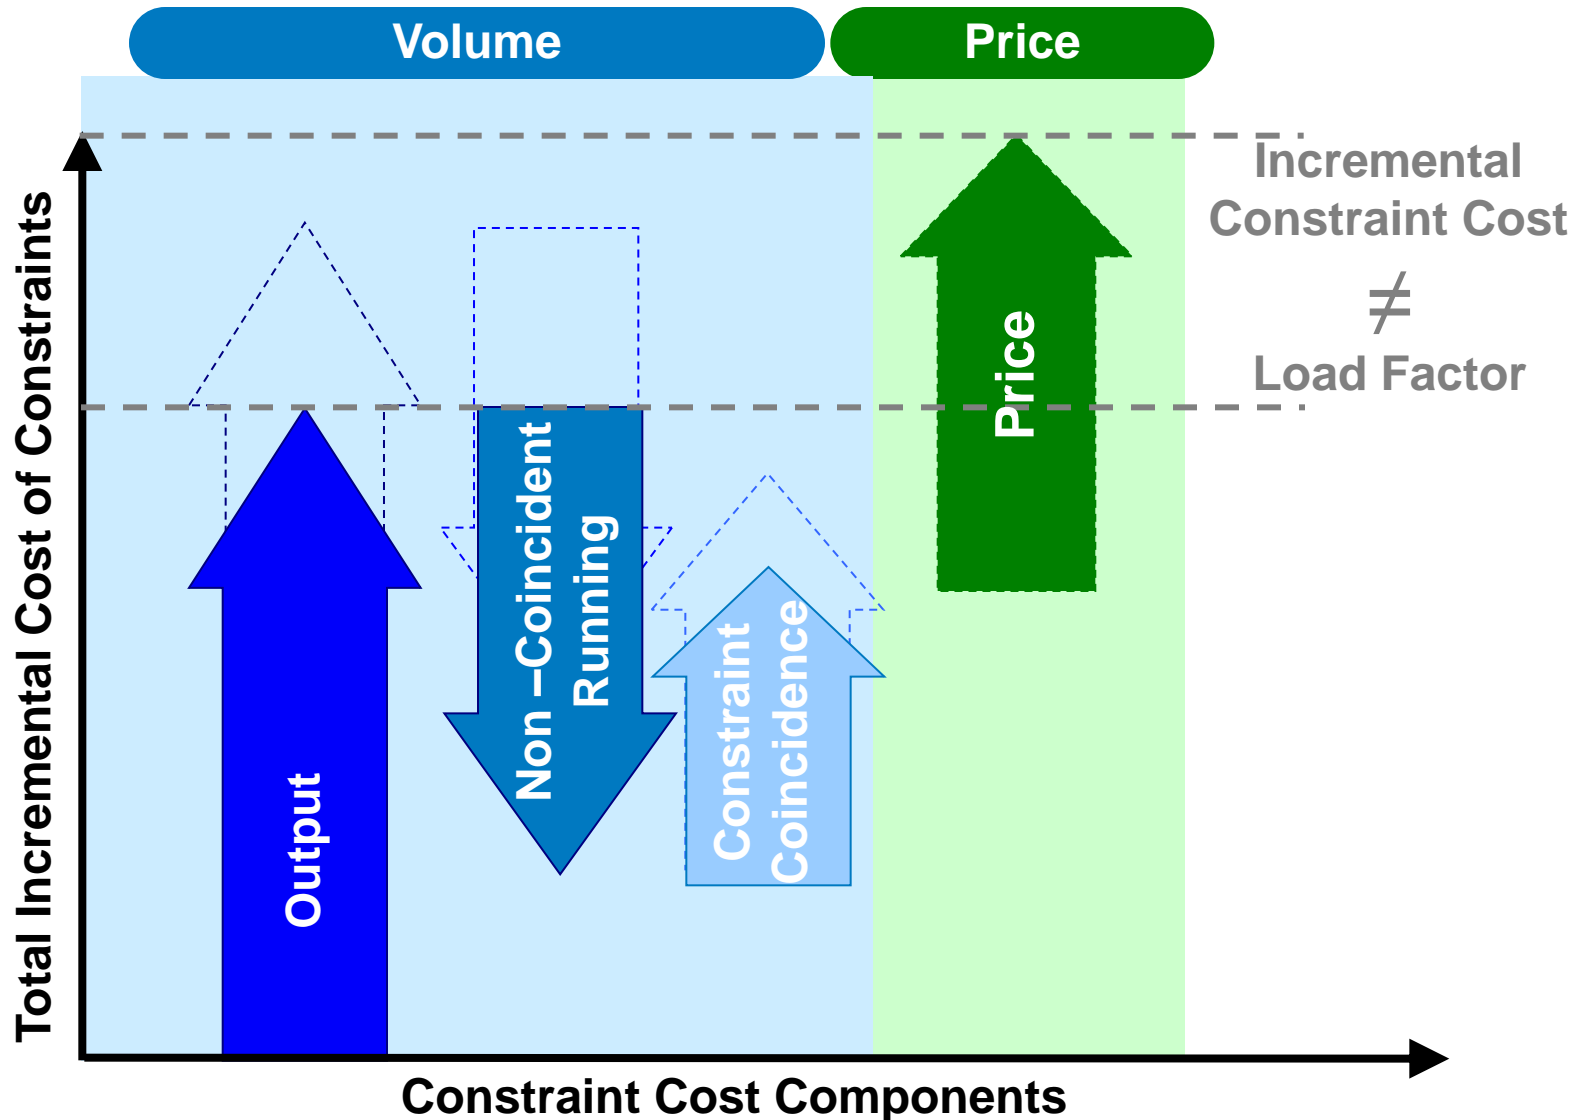 Volume
Price
Total Incremental Cost of Constraints
Output
Non –Coincident
Running
Constraint
Coincidence
Price
Incremental
Constraint Cost
≠
Load Factor
Constraint Cost Components